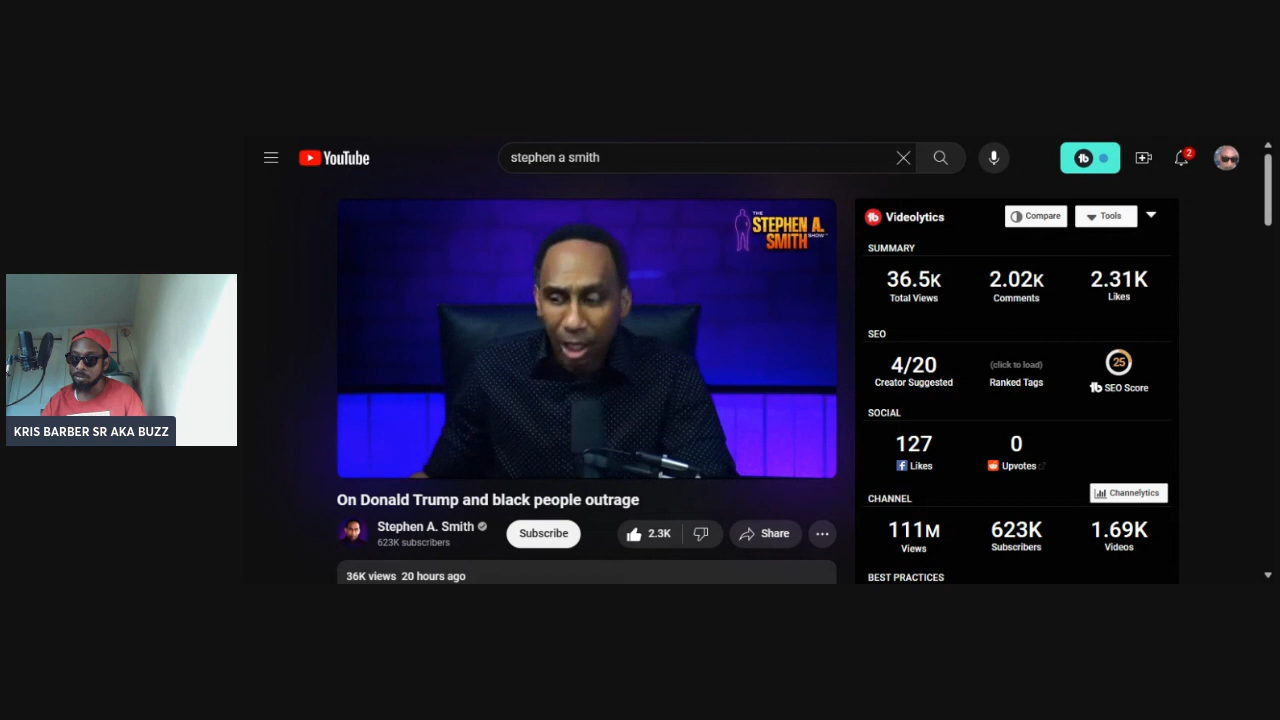 YouTube
stephen a smith
2
THE
STEPHEN A.
SMITH SHOW
On Donald Trump and black people outrage
Stephen A. Smith
623K subscribers
Subscribe
2.3K
Share
36K views 20 hours ago
Videolytics
Compare
Tools
SUMMARY
36.5K 2.02K 2.31K
Total Views Comments Likes
SEO
4/20 (click to load) 25
Creator Suggested Ranked Tags tb SEO Score
SOCIAL
127 0
Likes Upvotes
CHANNEL
Channelytics
111M 623K 1.69K
Views Subscribers Videos
BEST PRACTICES
KRIS BARBER SR AKA BUZZ